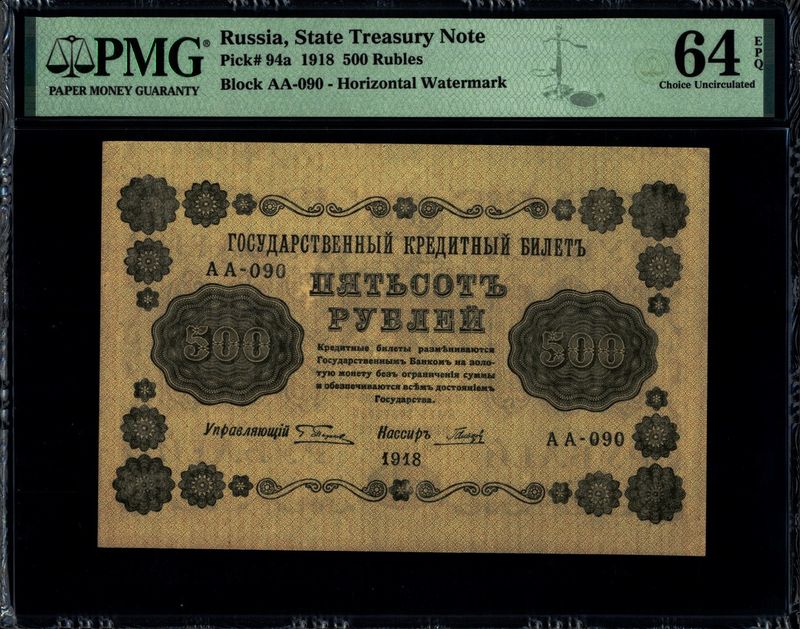 PMG®
PAPER MONEY GUARANTY
Russia, State Treasury Note
Pick# 94a 1918 500 Rubles
Block AA-090 - Horizontal Watermark
64 EPQ
Choice Uncirculated
ГОСУДАРСТВЕННЫЙ КРЕДИТНЫЙ БИЛЕТЪ
АА-090
ПЯТЬСОТЪ
РУБЛЕЙ
500
500
Кредитные билеты размѣниваются
Государственнымъ Банкомъ на золо-
тую монету безъ ограниченія суммы
и обезпечиваются всѣмъ достояніемъ
Государства.
Управляющій
Кассиръ
АА-090
1918